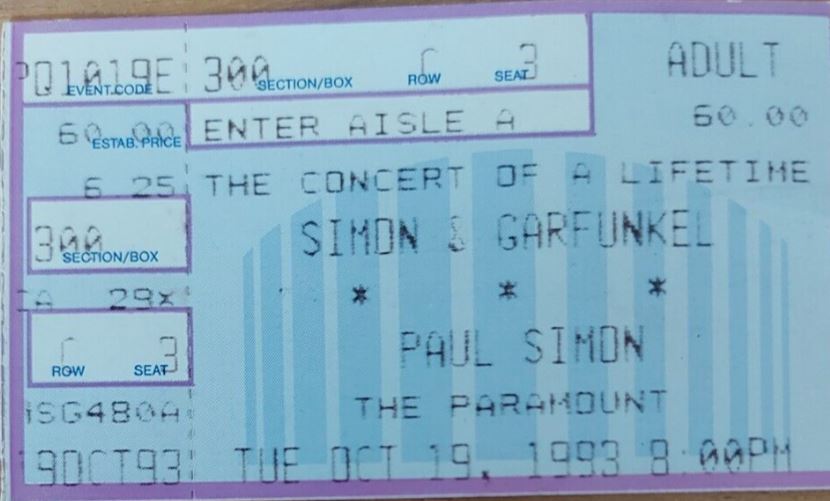 PQ1019E 300 3 ADULT
EVENT CODE SECTION/BOX ROW SEAT
60.00 ENTER AISLE A 60.00
ESTAB. PRICE
6 25 THE CONCERT OF A LIFETIME
300 SIMON & GARFUNKEL
SECTION/BOX
CA 29X * * *
3 PAUL SIMON
ROW SEAT
MSG480A THE PARAMOUNT
19OCT93 TUE OCT 19, 1993 8:00PM